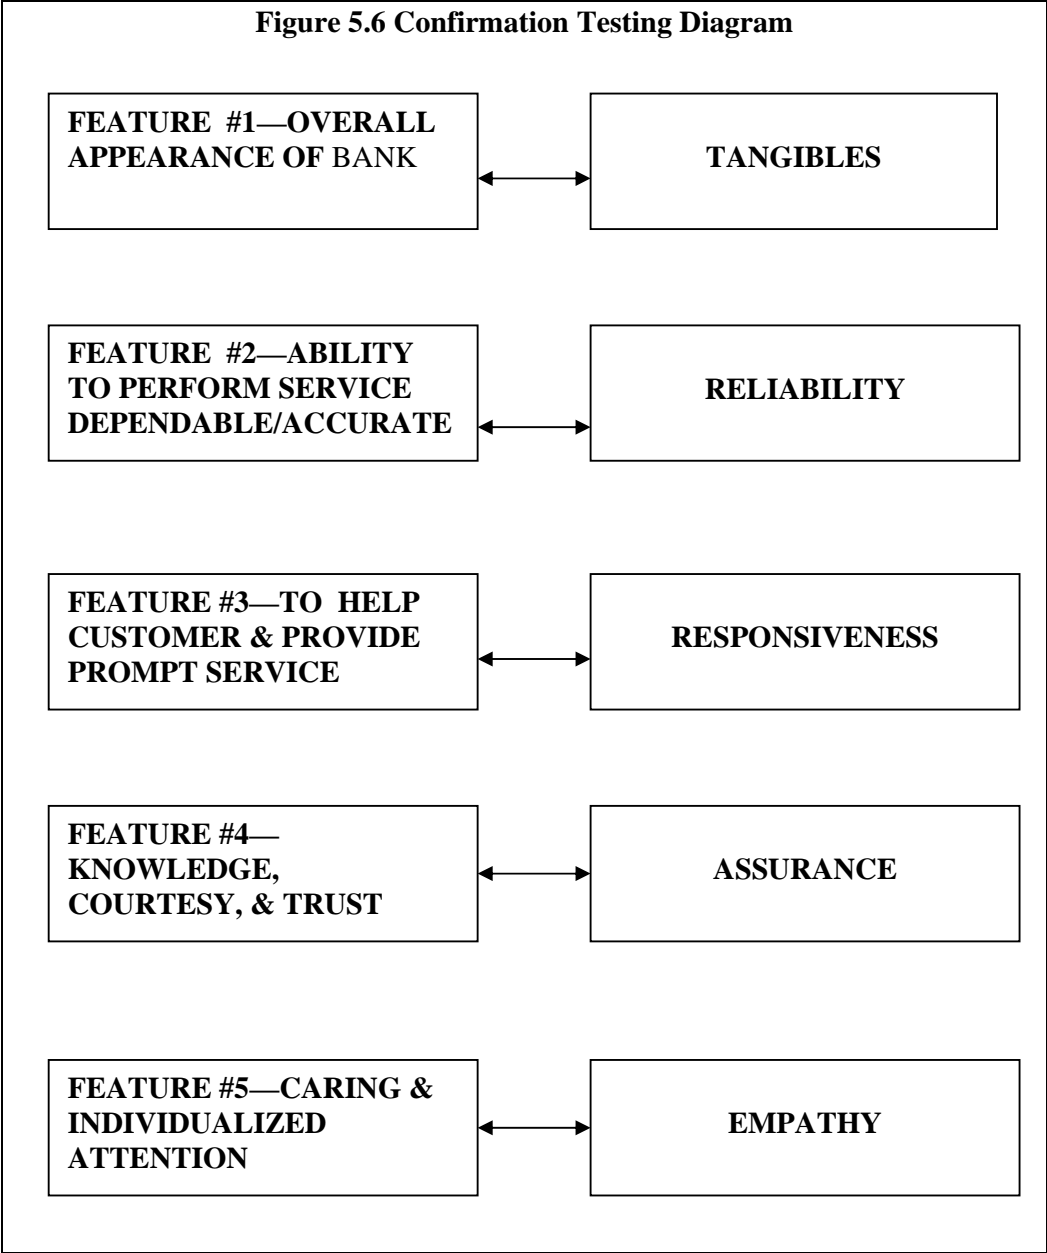 Figure 5.6 Confirmation Testing Diagram
FEATURE  #1—OVERALL
APPEARANCE OF BANK
TANGIBLES
FEATURE  #2—ABILITY
TO PERFORM SERVICE
DEPENDABLE/ACCURATE
RELIABILITY
FEATURE #3—TO  HELP
CUSTOMER & PROVIDE
PROMPT SERVICE
RESPONSIVENESS
FEATURE #4—
KNOWLEDGE,
COURTESY, & TRUST
ASSURANCE
FEATURE #5—CARING &
INDIVIDUALIZED
ATTENTION
EMPATHY